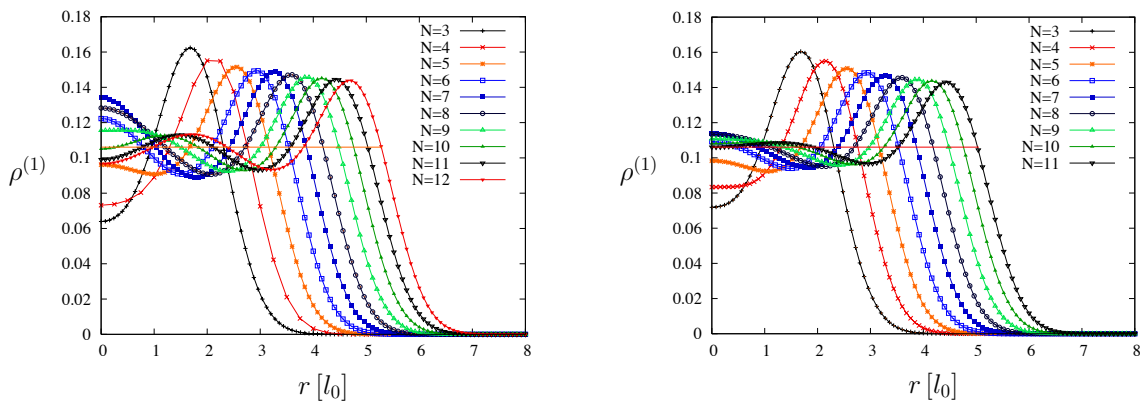 0.18
0.16
0.14
0.12
0.1
0.08
0.06
0.04
0.02
0
ρ⁽¹⁾
0 1 2 3 4 5 6 7 8
r [l₀]
N=3
N=4
N=5
N=6
N=7
N=8
N=9
N=10
N=11
N=12
0.18
0.16
0.14
0.12
0.1
0.08
0.06
0.04
0.02
0
ρ⁽¹⁾
0 1 2 3 4 5 6 7 8
r [l₀]
N=3
N=4
N=5
N=6
N=7
N=8
N=9
N=10
N=11